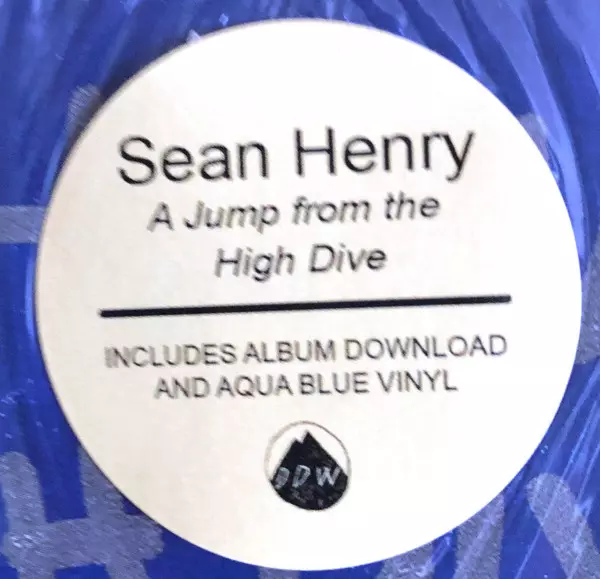 Sean Henry
A Jump from the
High Dive
INCLUDES ALBUM DOWNLOAD
AND AQUA BLUE VINYL
DDW